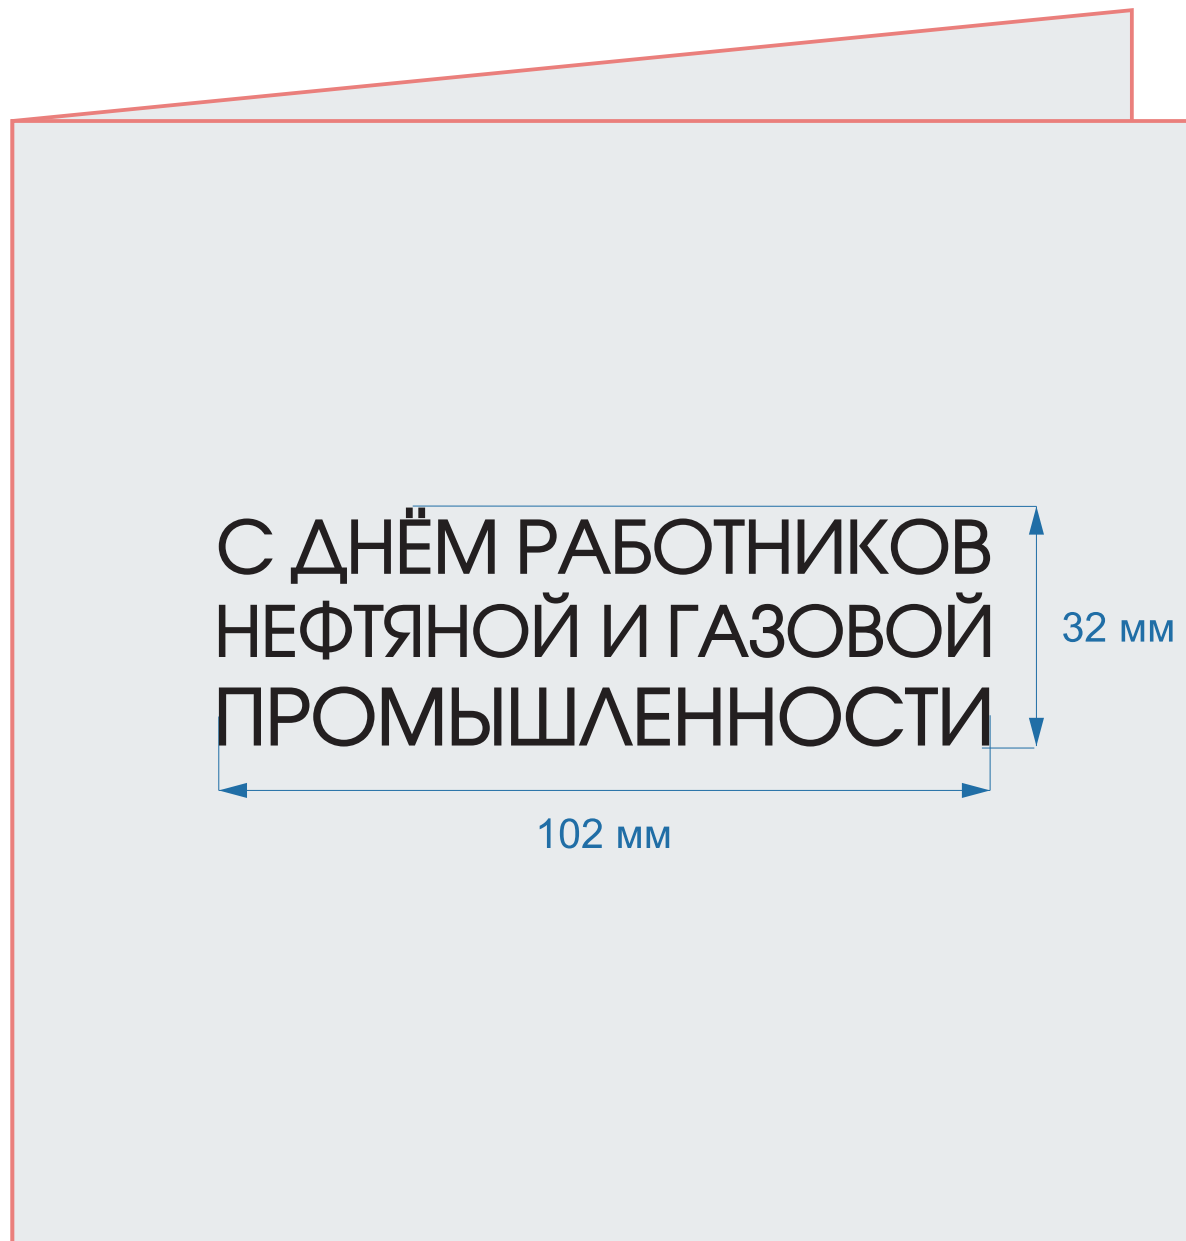 С ДНЁМ РАБОТНИКОВ
НЕФТЯНОЙ И ГАЗОВОЙ
ПРОМЫШЛЕННОСТИ
32 мм
102 мм